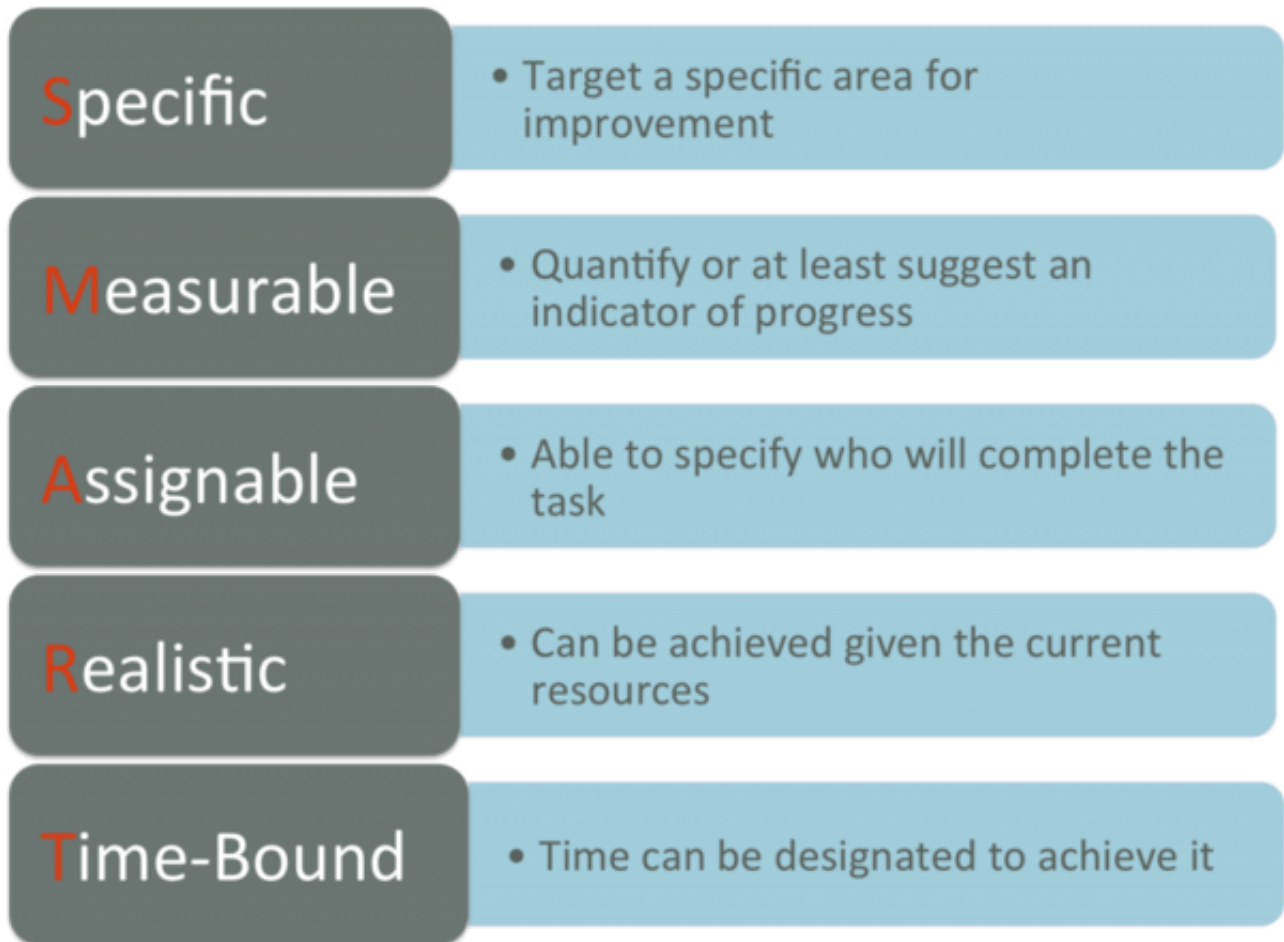 Specific
• Target a specific area for
improvement
Measurable
• Quantify or at least suggest an
indicator of progress
Assignable
• Able to specify who will complete the
task
Realistic
• Can be achieved given the current
resources
Time-Bound
• Time can be designated to achieve it